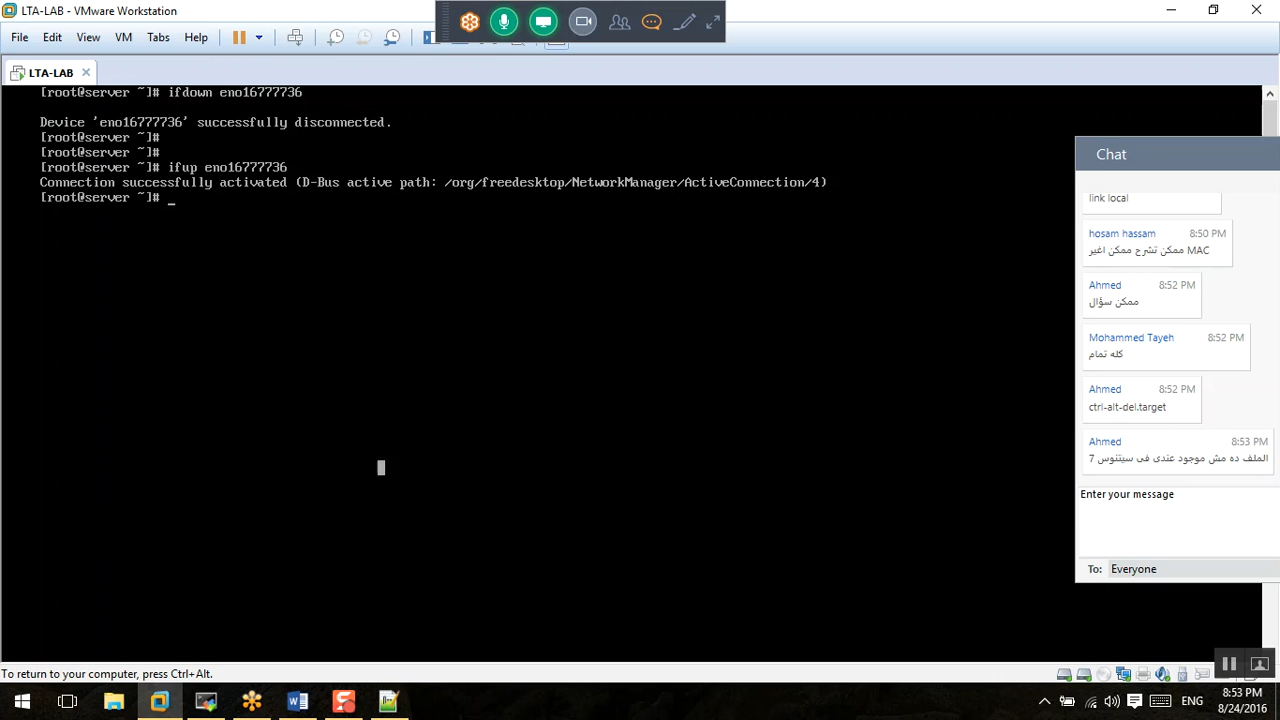 LTA-LAB - VMware Workstation
File Edit View VM Tabs Help
LTA-LAB
[root@server ~]# ifdown eno16777736
Device 'eno16777736' successfully disconnected.
[root@server ~]#
[root@server ~]#
[root@server ~]# ifup eno16777736
Connection successfully activated (D-Bus active path: /org/freedesktop/NetworkManager/ActiveConnection/4)
[root@server ~]# _
Chat
link local
hosam hassam 8:50 PM
ممكن تشرح ممكن اغير MAC
Ahmed 8:52 PM
ممكن سؤال
Mohammed Tayeh 8:52 PM
كله تمام
Ahmed 8:52 PM
ctrl-alt-del.target
Ahmed 8:53 PM
الملف ده مش موجود عندى فى سيتنوس 7
Enter your message
To: Everyone
To return to your computer, press Ctrl+Alt.
ENG
8:53 PM
8/24/2016